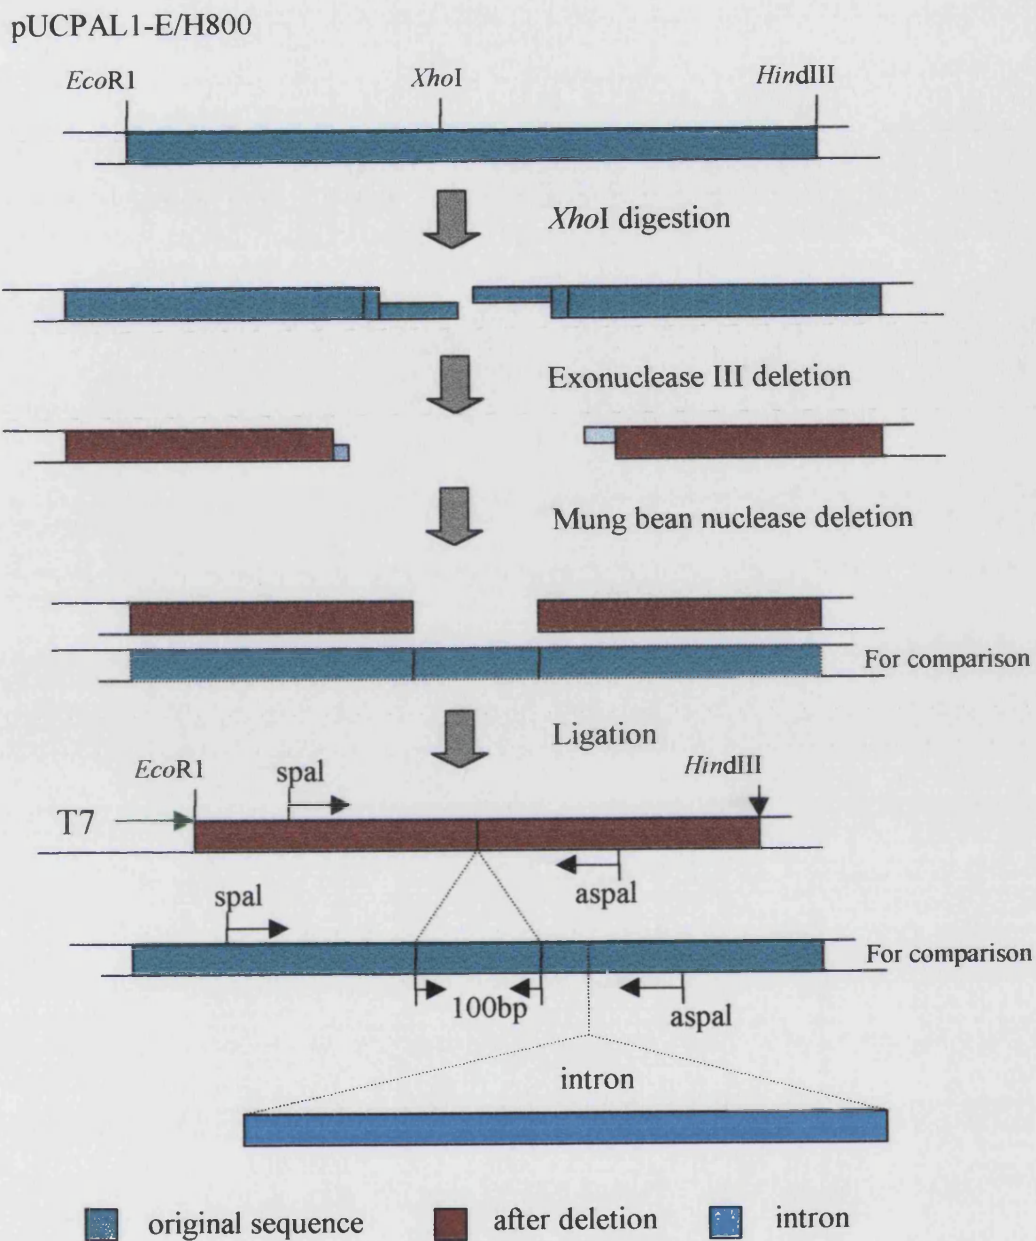 pUCPAL1-E/H800
EcoR1 XhoI HindIII
XhoI digestion
Exonuclease III deletion
Mung bean nuclease deletion
For comparison
Ligation
EcoR1 spal HindIII
T7
aspal
spal
For comparison
100bp
aspal
intron
original sequence after deletion intron